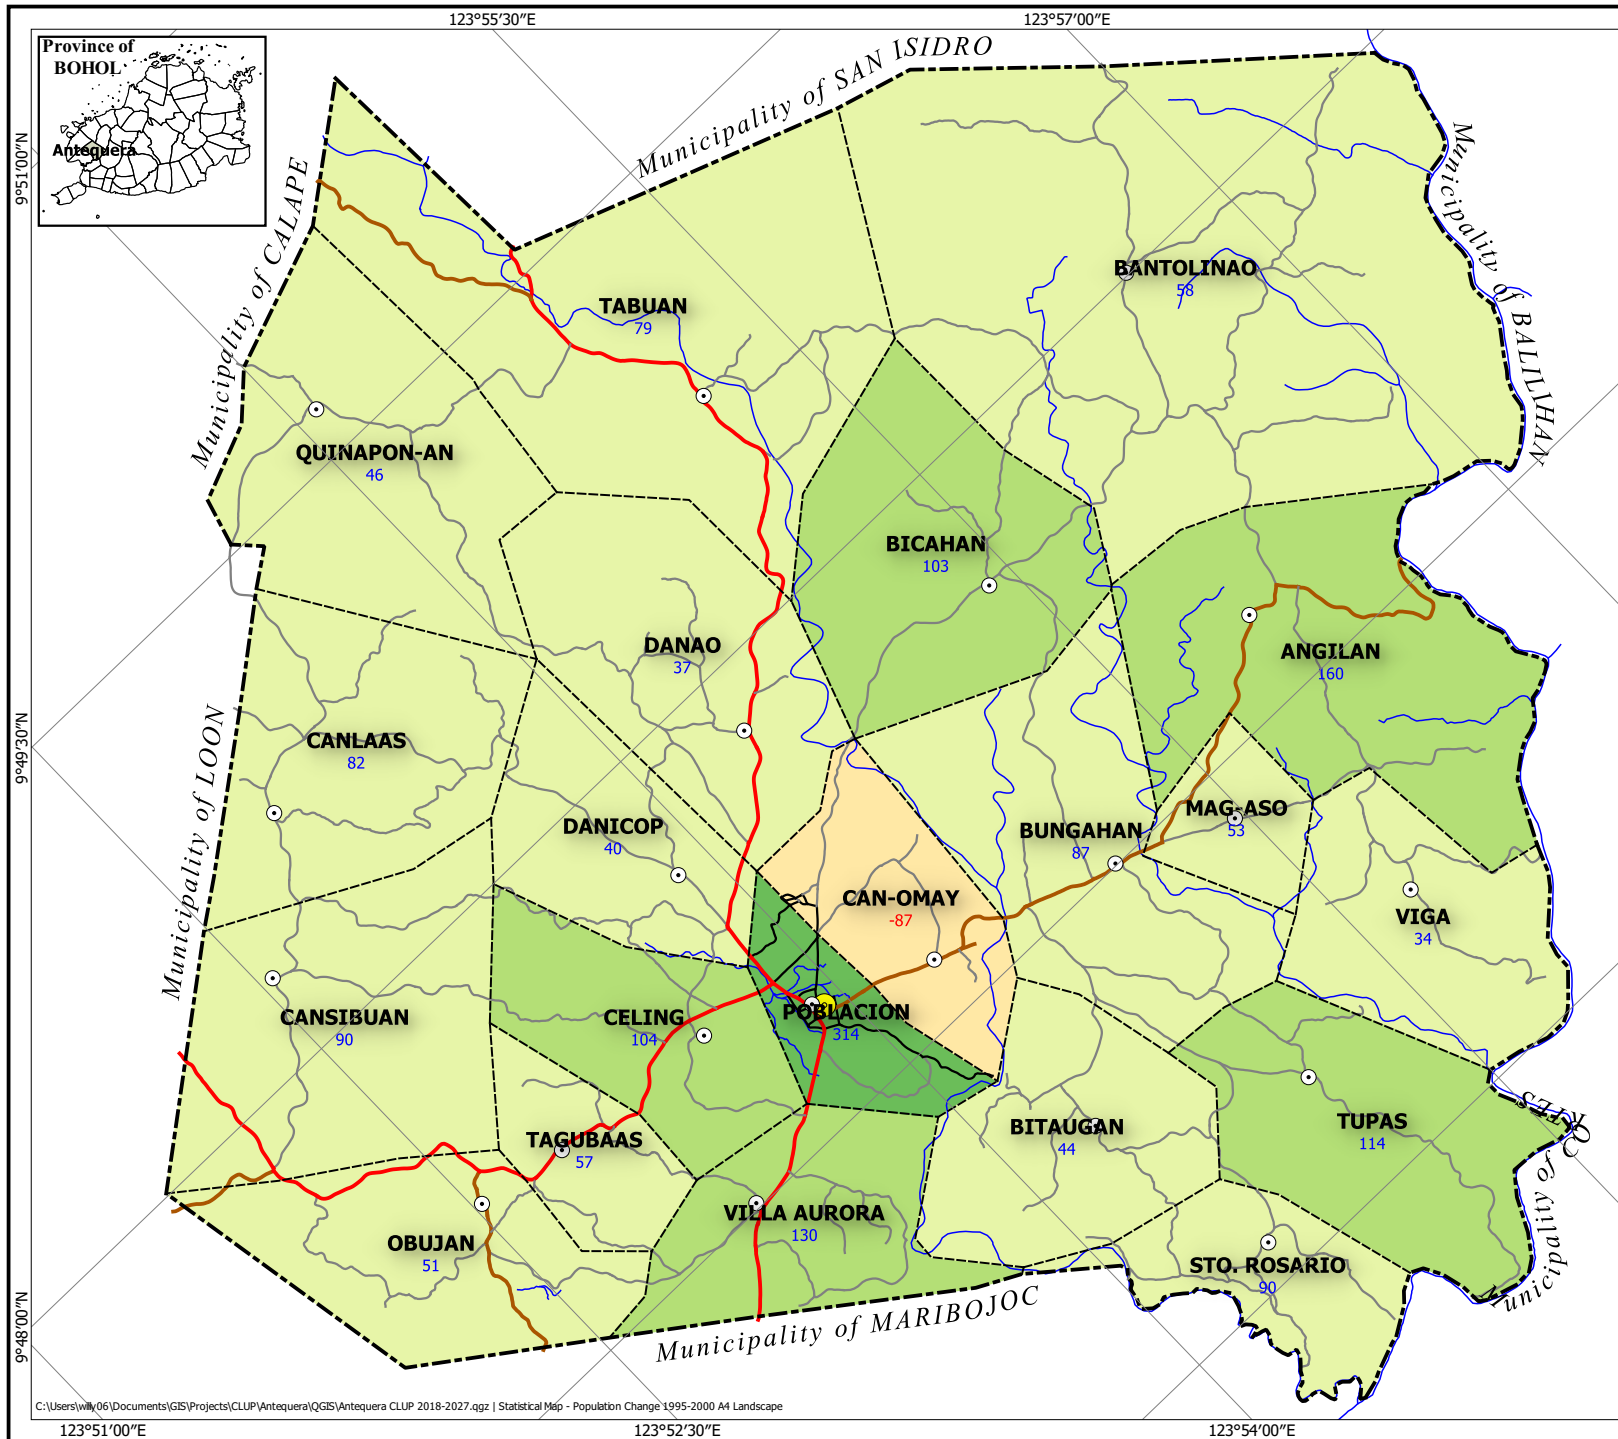 123°55'30"E
123°57'00"E
Province of
BOHOL
Antequera
9°51'00"N
9°49'30"N
9°48'00"N
Municipality of SAN ISIDRO
Municipality of CALAPE
Municipality of BALILIHAN
Municipality of LOON
Municipality of CORTES
Municipality of MARIBOJOC
BANTOLINAO
58
TABUAN
79
QUINAPON-AN
46
BICAHAN
103
DANAO
37
ANGILAN
160
CANLAAS
82
MAG-ASO
53
DANICOP
40
BUNGAHAN
87
CAN-OMAY
-87
VIGA
34
CANSIBUAN
90
CELING
104
POBLACION
314
TUPAS
114
BITAUGAN
44
TAGUBAAS
57
VILLA AURORA
130
OBUJAN
51
STO. ROSARIO
90
C:\Users\willy06\Documents\GIS\Projects\CLUP\Antequera\QGIS\Antequera CLUP 2018-2027.qgz | Statistical Map - Population Change 1995-2000 A4 Landscape
123°51'00"E
123°52'30"E
123°54'00"E